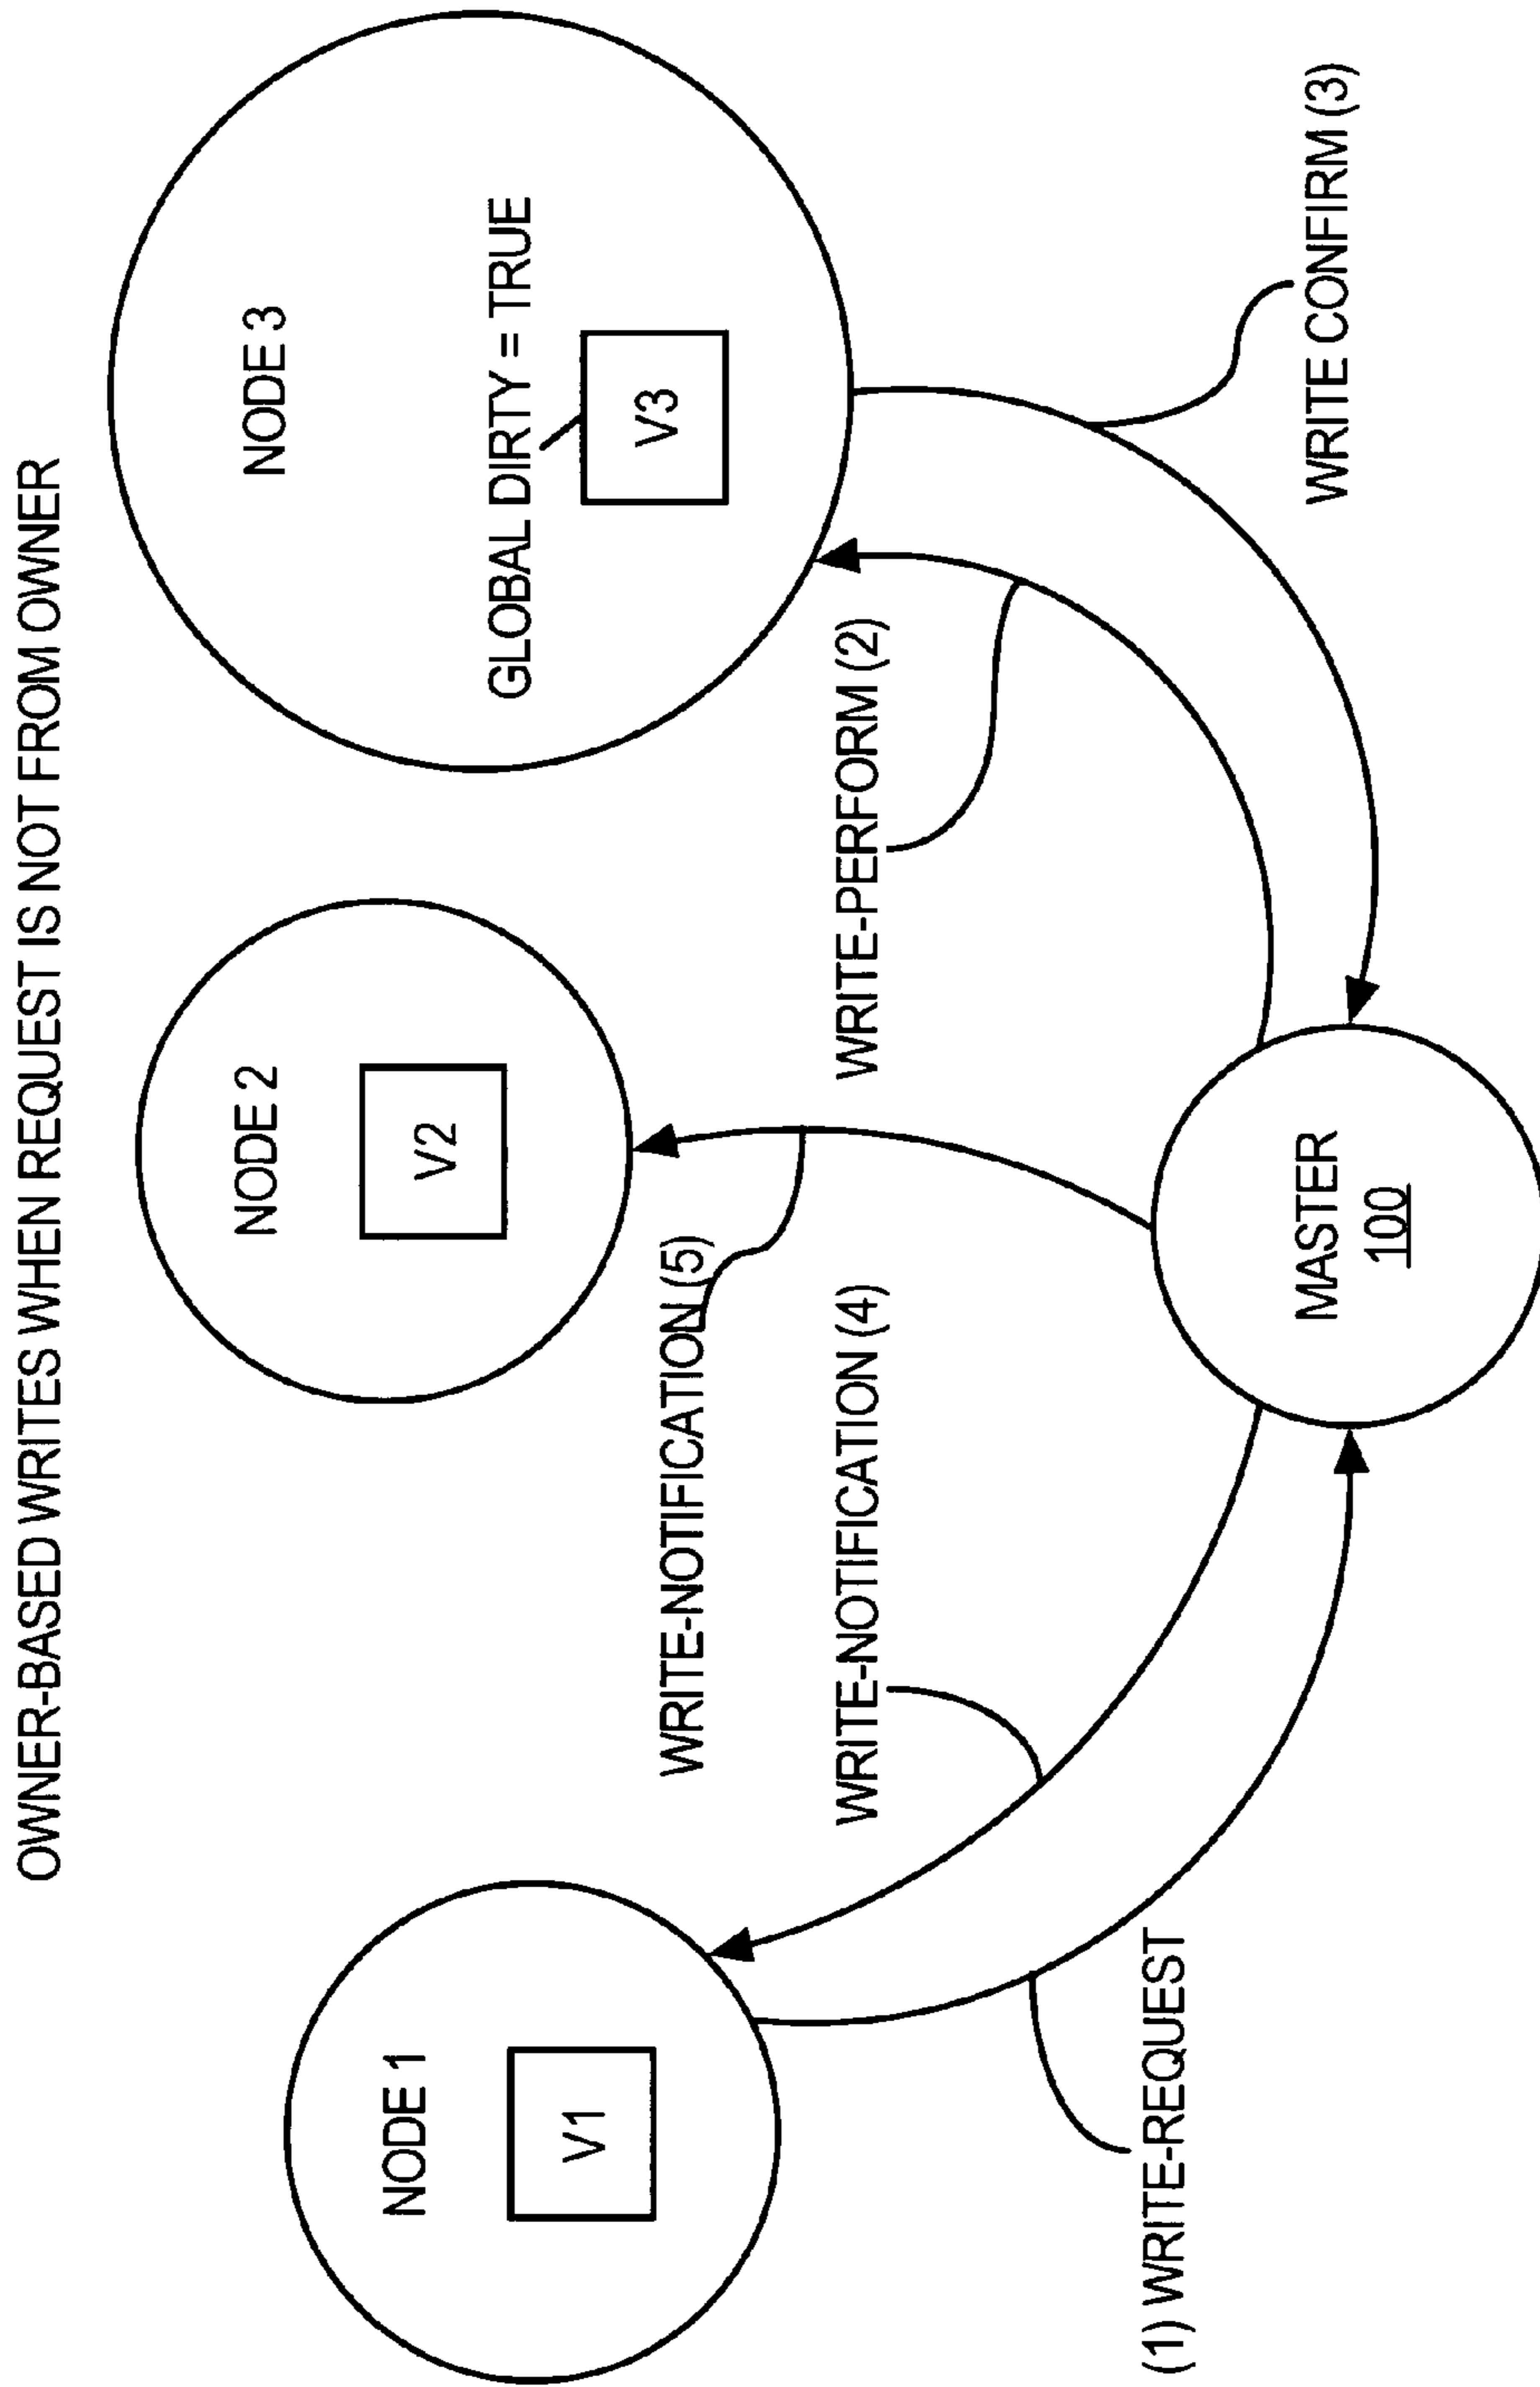 OWNER-BASED WRITES WHEN REQUEST IS NOT FROM OWNER
NODE 1
V1
NODE 2
V2
NODE 3
GLOBAL DIRTY = TRUE
V3
WRITE-NOTIFICATION (5)
WRITE-NOTIFICATION (4)
WRITE-PERFORM (2)
(1) WRITE-REQUEST
MASTER
100
WRITE CONFIRM (3)